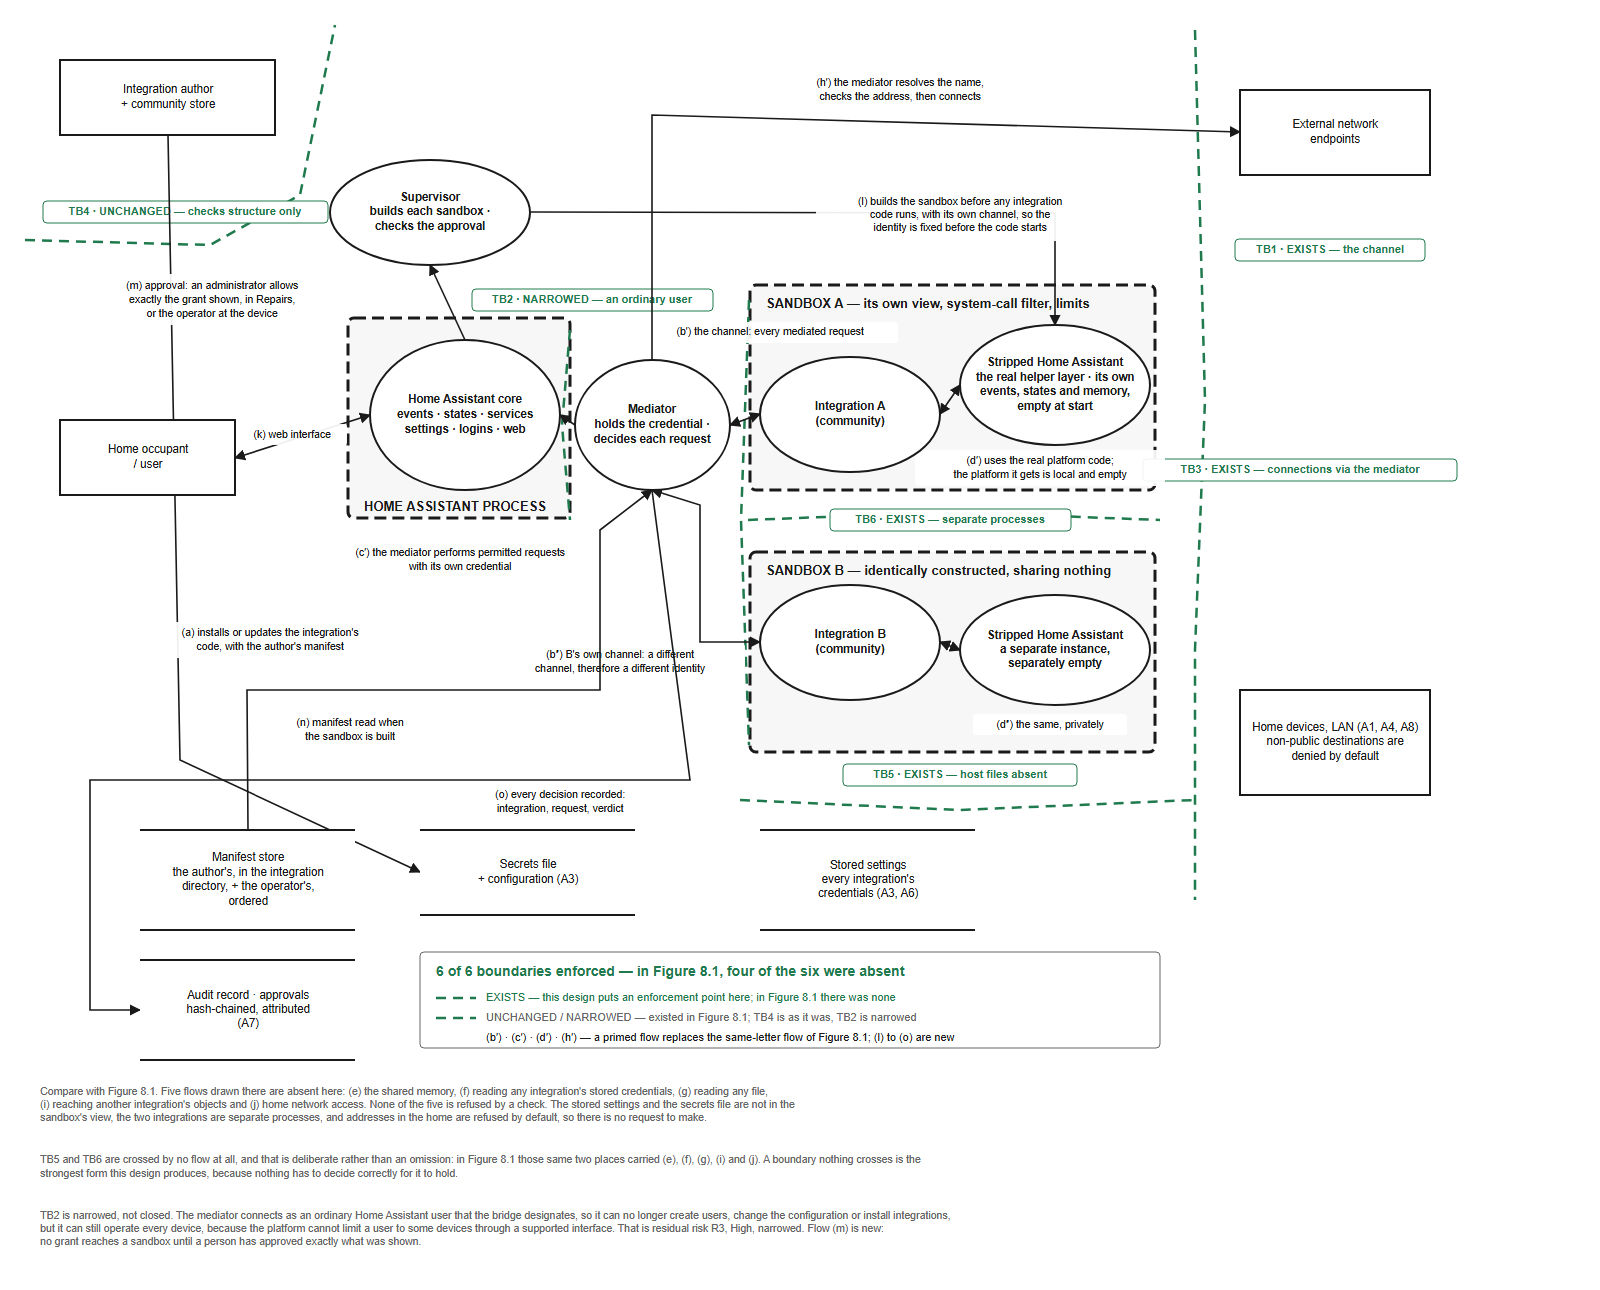 Integration author
+ community store
(h′) the mediator resolves the name,
checks the address, then connects
External network
endpoints
TB4 · UNCHANGED — checks structure only
Supervisor
builds each sandbox ·
checks the approval
(l) builds the sandbox before any integration
code runs, with its own channel, so the
identity is fixed before the code starts
TB1 · EXISTS — the channel
(m) approval: an administrator allows
exactly the grant shown, in Repairs,
or the operator at the device
TB2 · NARROWED — an ordinary user
SANDBOX A — its own view, system-call filter, limits
(b′) the channel: every mediated request
Home Assistant core
events · states · services
settings · logins · web
HOME ASSISTANT PROCESS
Mediator
holds the credential ·
decides each request
Integration A
(community)
Stripped Home Assistant
the real helper layer · its own
events, states and memory,
empty at start
Home occupant
/ user
(k) web interface
(d′) uses the real platform code;
the platform it gets is local and empty
TB3 · EXISTS — connections via the mediator
TB6 · EXISTS — separate processes
(c′) the mediator performs permitted requests
with its own credential
SANDBOX B — identically constructed, sharing nothing
Integration B
(community)
Stripped Home Assistant
a separate instance,
separately empty
(a) installs or updates the integration's
code, with the author's manifest
(b″) B's own channel: a different
channel, therefore a different identity
(d″) the same, privately
(n) manifest read when
the sandbox is built
Home devices, LAN (A1, A4, A8)
non-public destinations are
denied by default
TB5 · EXISTS — host files absent
(o) every decision recorded:
integration, request, verdict
Manifest store
the author's, in the integration
directory, + the operator's,
ordered
Secrets file
+ configuration (A3)
Stored settings
every integration's
credentials (A3, A6)
Audit record · approvals
hash-chained, attributed
(A7)
6 of 6 boundaries enforced — in Figure 8.1, four of the six were absent
EXISTS — this design puts an enforcement point here; in Figure 8.1 there was none
UNCHANGED / NARROWED — existed in Figure 8.1; TB4 is as it was, TB2 is narrowed
(b′) · (c′) · (d′) · (h′) — a primed flow replaces the same-letter flow of Figure 8.1; (l) to (o) are new
Compare with Figure 8.1. Five flows drawn there are absent here: (e) the shared memory, (f) reading any integration's stored credentials, (g) reading any file,
(i) reaching another integration's objects and (j) home network access. None of the five is refused by a check. The stored settings and the secrets file are not in the
sandbox's view, the two integrations are separate processes, and addresses in the home are refused by default, so there is no request to make.
TB5 and TB6 are crossed by no flow at all, and that is deliberate rather than an omission: in Figure 8.1 those same two places carried (e), (f), (g), (i) and (j). A boundary nothing crosses is the
strongest form this design produces, because nothing has to decide correctly for it to hold.
TB2 is narrowed, not closed. The mediator connects as an ordinary Home Assistant user that the bridge designates, so it can no longer create users, change the configuration or install integrations,
but it can still operate every device, because the platform cannot limit a user to some devices through a supported interface. That is residual risk R3, High, narrowed. Flow (m) is new:
no grant reaches a sandbox until a person has approved exactly what was shown.